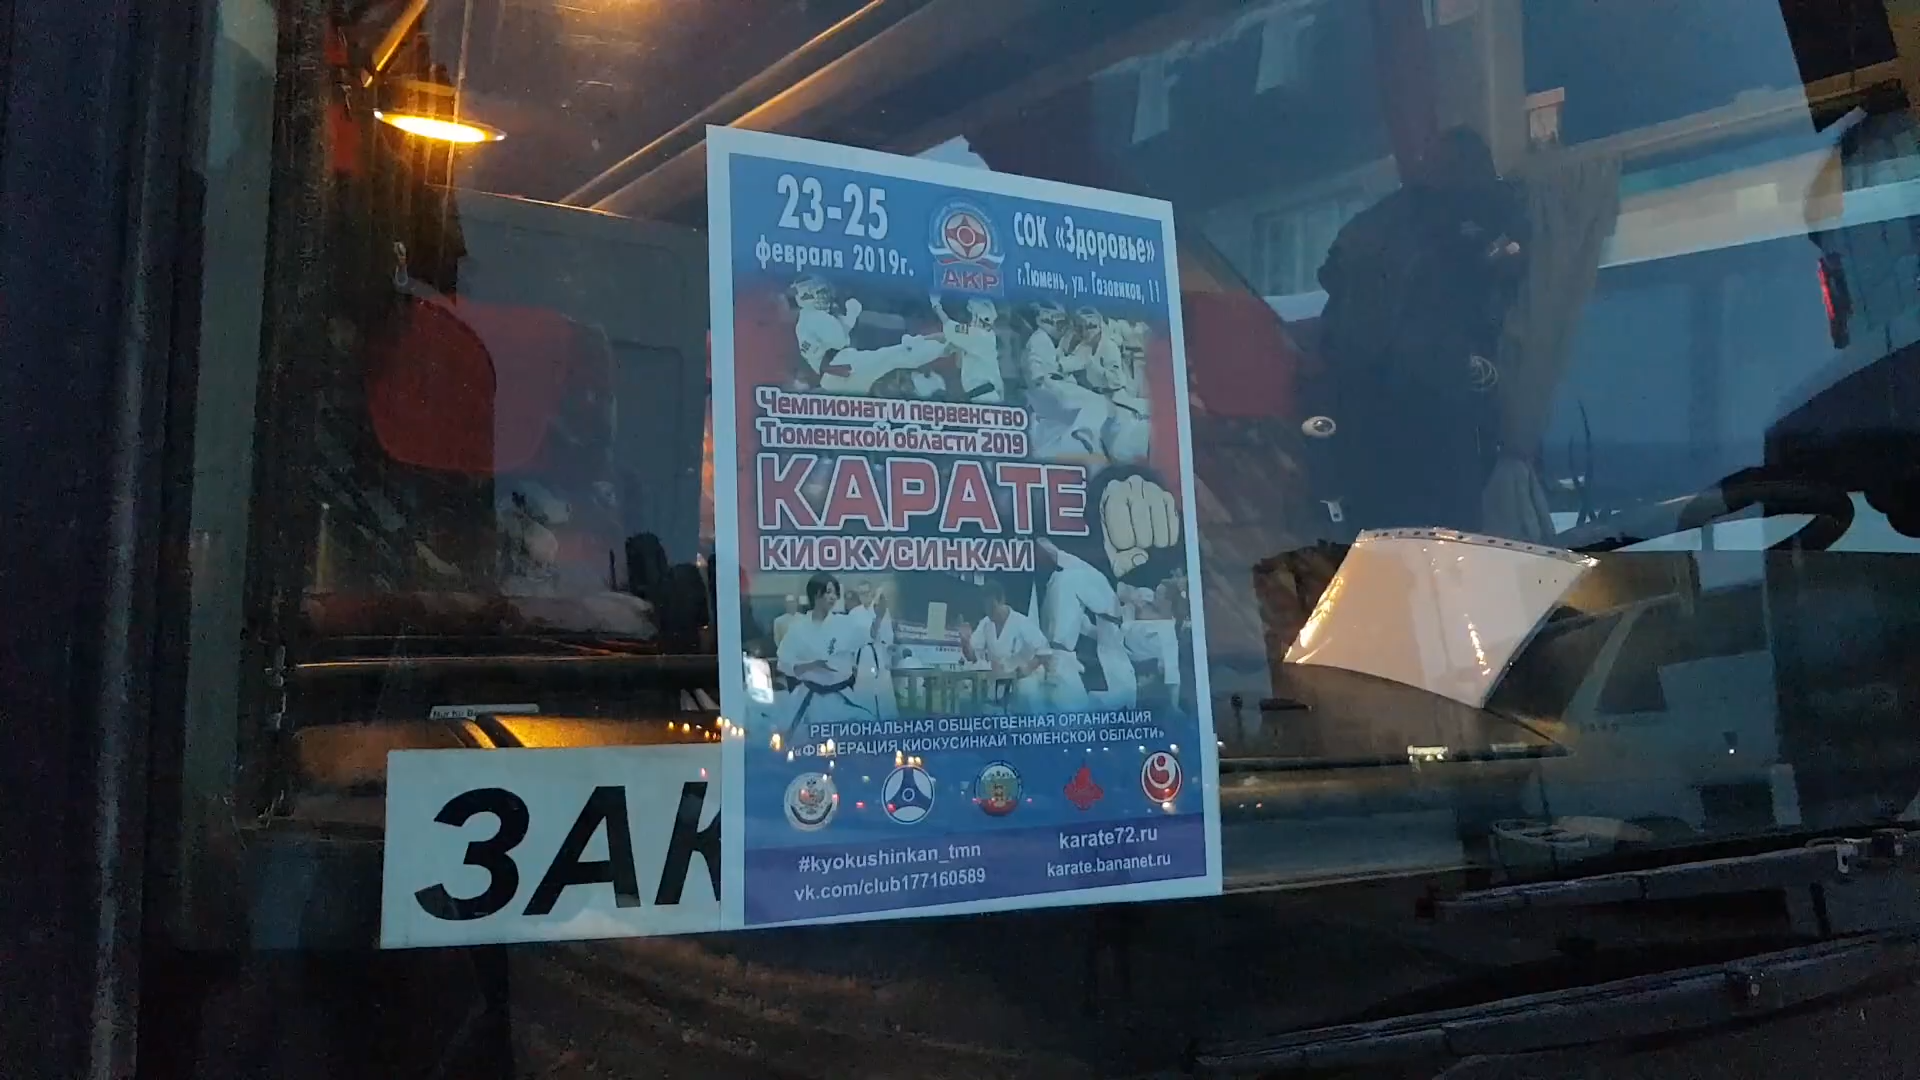 23-25
февраля 2019г.
АКР
СОК «Здоровье»
г.Тюмень, ул. Газовиков, 11
Чемпионат и первенство
Тюменской области 2019
КАРАТЕ
КИОКУСИНКАЙ
РЕГИОНАЛЬНАЯ ОБЩЕСТВЕННАЯ ОРГАНИЗАЦИЯ
«ФЕДЕРАЦИЯ КИОКУСИНКАЙ ТЮМЕНСКОЙ ОБЛАСТИ»
#kyokushinkan_tmn
vk.com/club177160589
karate72.ru
karate.bananet.ru
ЗАК